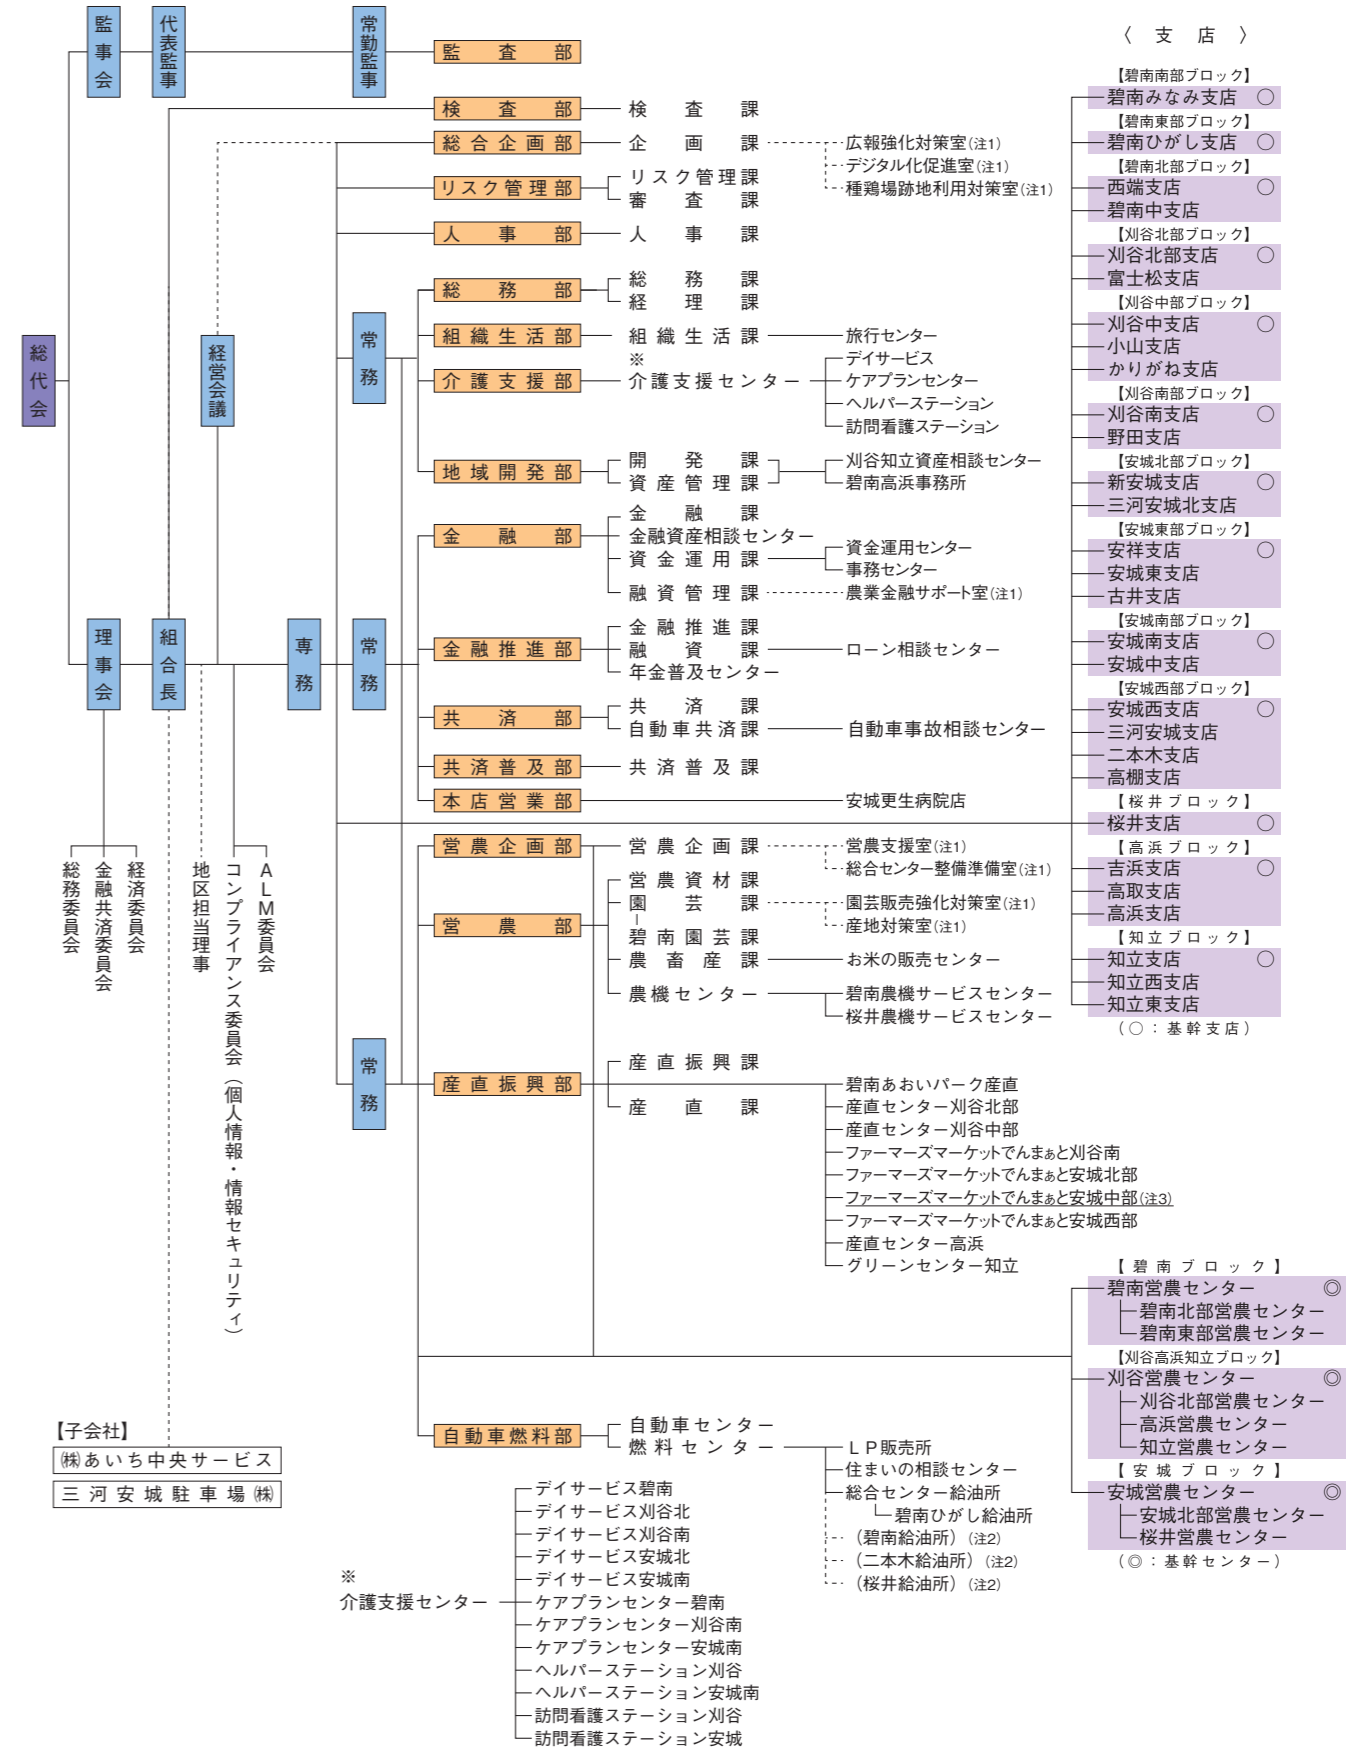 総代会
監事会
代表監事
常勤監事
監査部
理事会
組合長
経営会議
専務
常務
常務
常務
総務委員会
金融共済委員会
経済委員会
地区担当理事
コンプライアンス委員会（個人情報・情報セキュリティ）
ALM委員会
【子会社】
㈱あいち中央サービス
三河安城駐車場㈱
検査部
検査課
総合企画部
企画課
広報強化対策室(注1)
デジタル化促進室(注1)
種鶏場跡地利用対策室(注1)
リスク管理部
リスク管理課
審査課
人事部
人事課
総務部
総務課
経理課
組織生活部
組織生活課
旅行センター
介護支援部
※
介護支援センター
デイサービス
ケアプランセンター
ヘルパーステーション
訪問看護ステーション
地域開発部
開発課
資産管理課
刈谷知立資産相談センター
碧南高浜事務所
金融部
金融課
金融資産相談センター
資金運用課
資金運用センター
事務センター
融資管理課
農業金融サポート室(注1)
金融推進部
金融推進課
融資課
ローン相談センター
年金普及センター
共済部
共済課
自動車共済課
自動車事故相談センター
共済普及部
共済普及課
本店営業部
安城更生病院店
営農企画部
営農企画課
営農支援室(注1)
総合センター整備準備室(注1)
営農部
営農資材課
園芸課
園芸販売強化対策室(注1)
産地対策室(注1)
碧南園芸課
農畜産課
お米の販売センター
農機センター
碧南農機サービスセンター
桜井農機サービスセンター
産直振興部
産直振興課
産直課
碧南あおいパーク産直
産直センター刈谷北部
産直センター刈谷中部
ファーマーズマーケットでんまぁと刈谷南
ファーマーズマーケットでんまぁと安城北部
ファーマーズマーケットでんまぁと安城中部(注3)
ファーマーズマーケットでんまぁと安城西部
産直センター高浜
グリーンセンター知立
自動車燃料部
自動車センター
燃料センター
LP販売所
住まいの相談センター
総合センター給油所
碧南ひがし給油所
（碧南給油所）(注2)
（二本木給油所）(注2)
（桜井給油所）(注2)
※
介護支援センター
デイサービス碧南
デイサービス刈谷北
デイサービス刈谷南
デイサービス安城北
デイサービス安城南
ケアプランセンター碧南
ケアプランセンター刈谷南
ケアプランセンター安城南
ヘルパーステーション刈谷
ヘルパーステーション安城南
訪問看護ステーション刈谷
訪問看護ステーション安城
〈支店〉
【碧南南部ブロック】
碧南みなみ支店 ○
【碧南東部ブロック】
碧南ひがし支店 ○
【碧南北部ブロック】
西端支店 ○
碧南中支店
【刈谷北部ブロック】
刈谷北部支店 ○
富士松支店
【刈谷中部ブロック】
刈谷中支店 ○
小山支店
かりがね支店
【刈谷南部ブロック】
刈谷南支店 ○
野田支店
【安城北部ブロック】
新安城支店 ○
三河安城北支店
【安城東部ブロック】
安祥支店 ○
安城東支店
古井支店
【安城南部ブロック】
安城南支店 ○
安城中支店
【安城西部ブロック】
安城西支店 ○
三河安城支店
二本木支店
高棚支店
【桜井ブロック】
桜井支店 ○
【高浜ブロック】
吉浜支店 ○
高取支店
高浜支店
【知立ブロック】
知立支店 ○
知立西支店
知立東支店
（○：基幹支店）
【碧南ブロック】
碧南営農センター ◎
碧南北部営農センター
碧南東部営農センター
【刈谷高浜知立ブロック】
刈谷営農センター ◎
刈谷北部営農センター
高浜営農センター
知立営農センター
【安城ブロック】
安城営農センター ◎
安城北部営農センター
桜井営農センター
（◎：基幹センター）